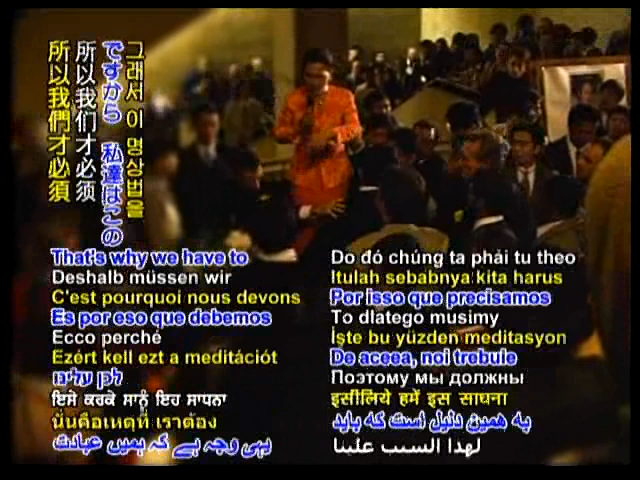 그래서 이 명상법을
ですから 私達はこの
所以我们才必须
所以我們才必須
That's why we have to
Deshalb müssen wir
C'est pourquoi nous devons
Es por eso que debemos
Ecco perché
Ezért kell ezt a meditációt
לכן עלינו
ਇਸੇ ਕਰਕੇ ਸਾਨੂੰ ਇਹ ਸਾਧਨਾ
นั่นคือเหตุที่ เราต้อง
یہی وجہ ہے کہ ہمیں عبادت
Do đó chúng ta phải tu theo
Itulah sebabnya kita harus
Por isso que precisamos
To dlatego musimy
İşte bu yüzden meditasyon
De aceea, noi trebuie
Поэтому мы должны
इसीलिये हमें इस साधना
به همین دلیل است که باید
لهذا السبب علينا